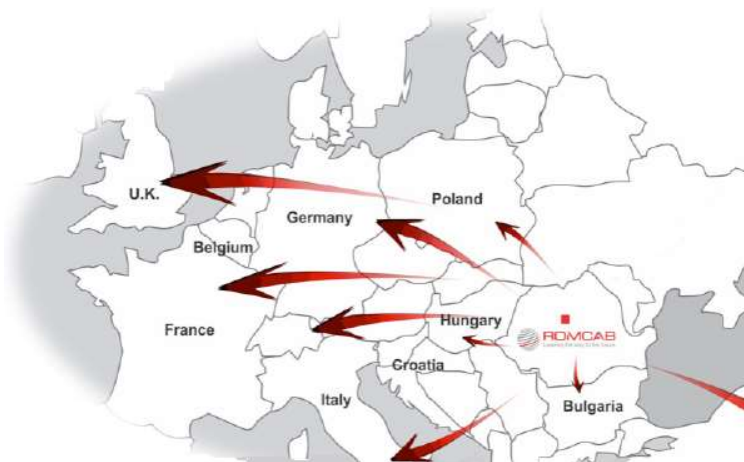 U.K.
Poland
Germany
Belgium
France
Hungary
ROMCAB
Croatia
Italy
Bulgaria